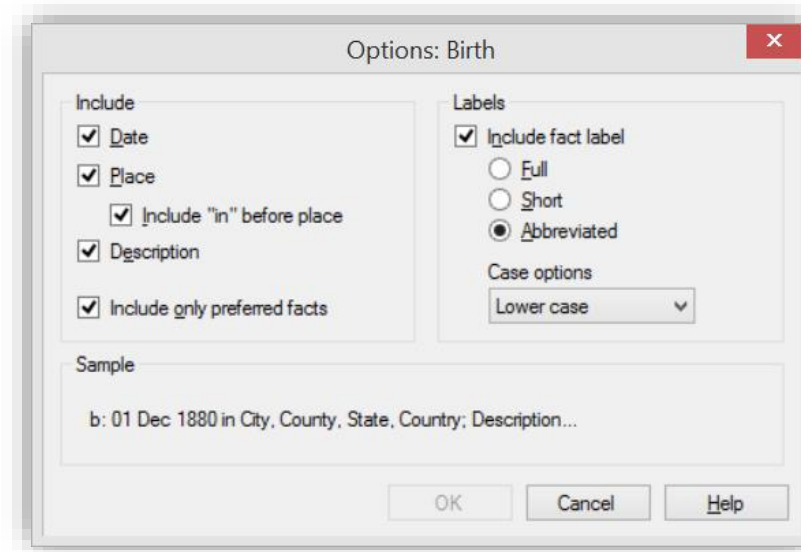 Options: Birth
Include
Date
Place
Include "in" before place
Description
Include only preferred facts
Labels
Include fact label
Full
Short
Abbreviated
Case options
Lower case
Sample
b: 01 Dec 1880 in City, County, State, Country; Description...
OK
Cancel
Help